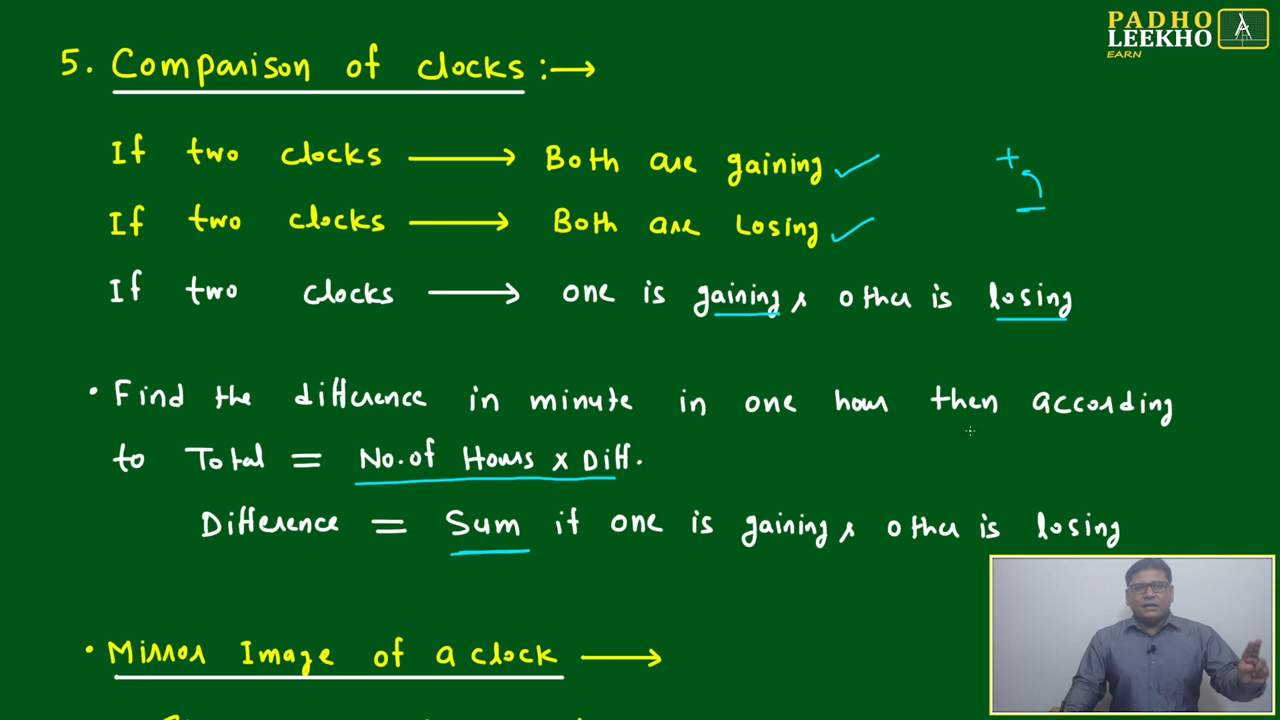 PADHO
LEEKHO
EARN
5. Comparison of clocks :→
If two clocks ⟶ Both are gaining ✓
If two clocks ⟶ Both are Losing ✓
If two clocks ⟶ one is gaining & other is losing
+
−
• Find the difference in minute in one hour then according
to Total = No. of Hours x Diff.
Difference = Sum if one is gaining & other is losing
• Mirror Image of a clock ⟶